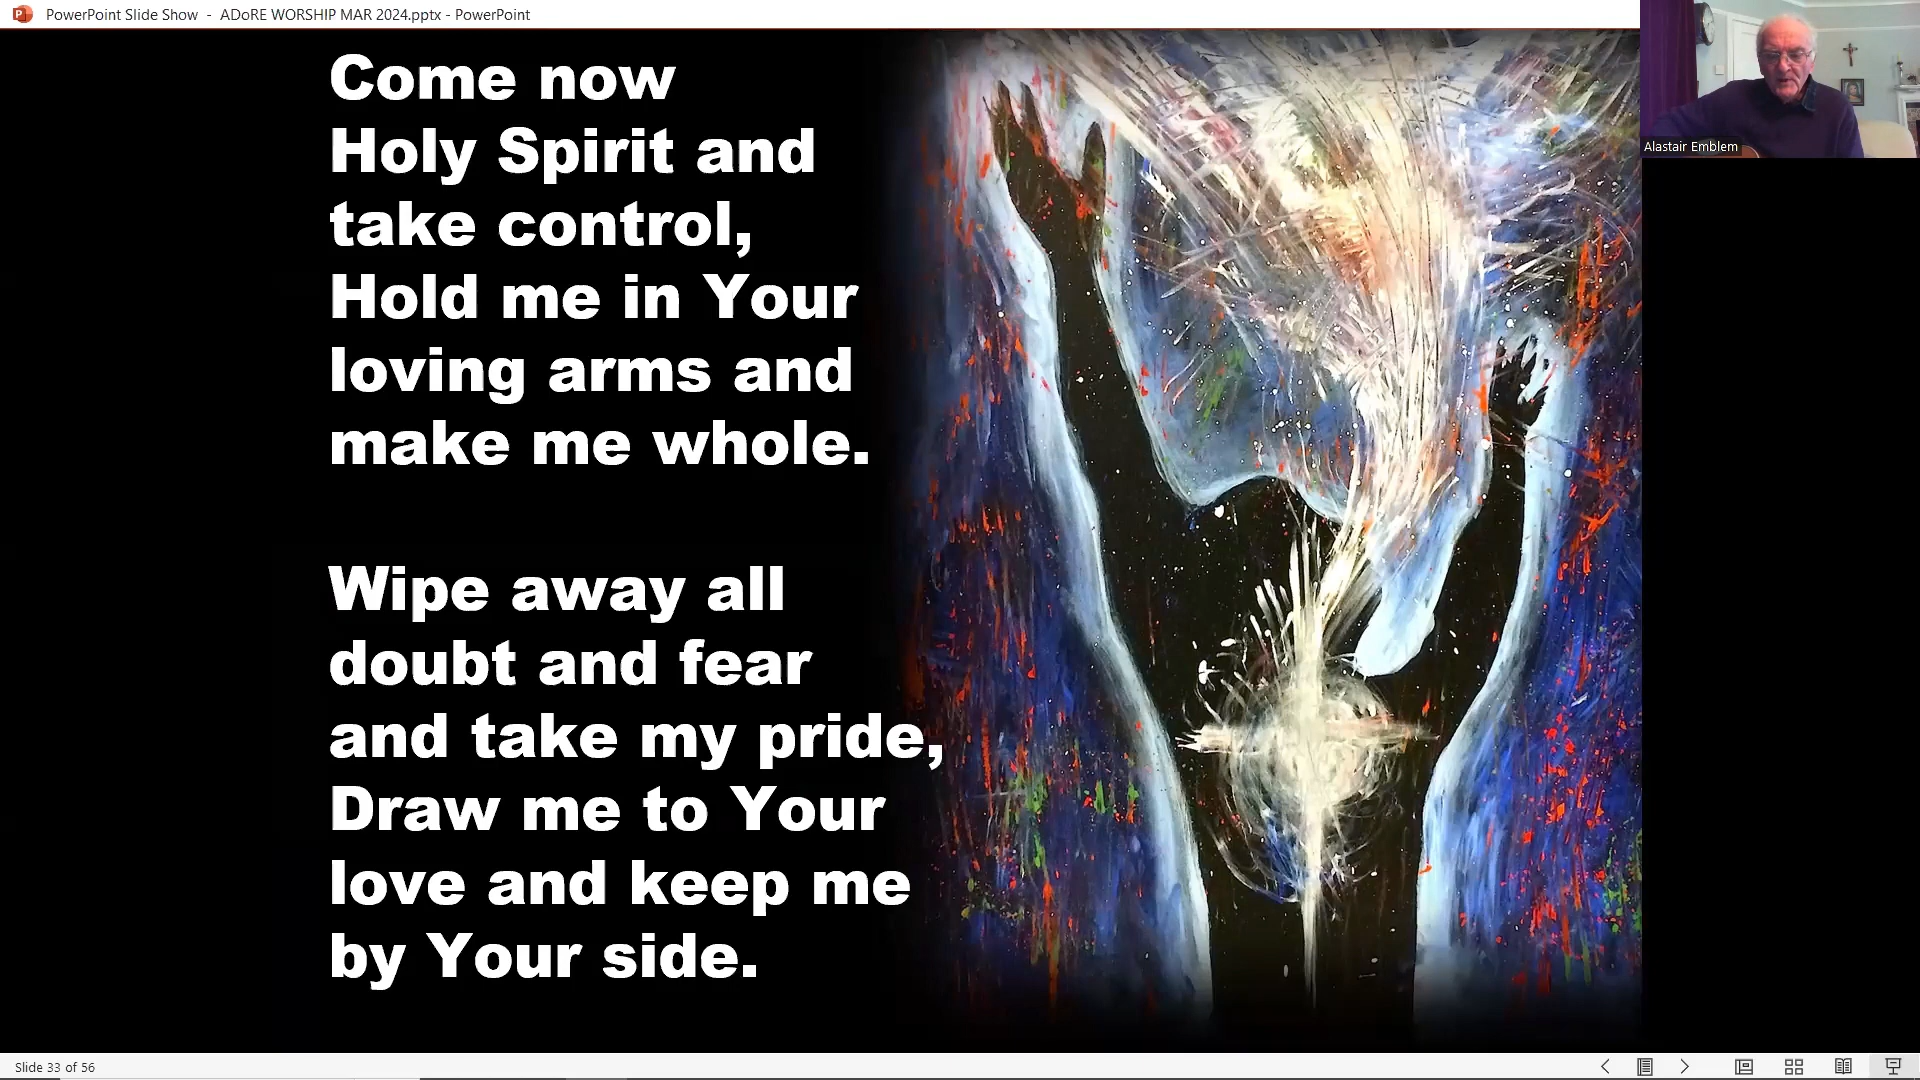 PowerPoint Slide Show - ADoRE WORSHIP MAR 2024.pptx - PowerPoint
Come now
Holy Spirit and
take control,
Hold me in Your
loving arms and
make me whole.
Wipe away all
doubt and fear
and take my pride,
Draw me to Your
love and keep me
by Your side.
Alastair Emblem
Slide 33 of 56